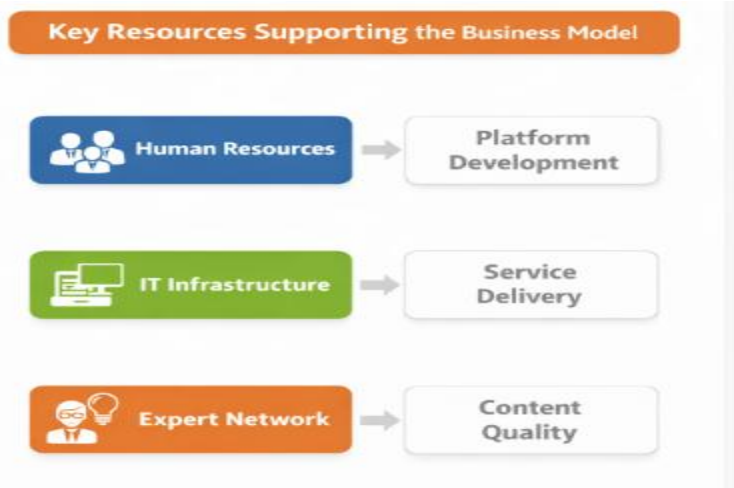 Key Resources Supporting the Business Model
Human Resources
Platform
Development
IT Infrastructure
Service
Delivery
Expert Network
Content
Quality